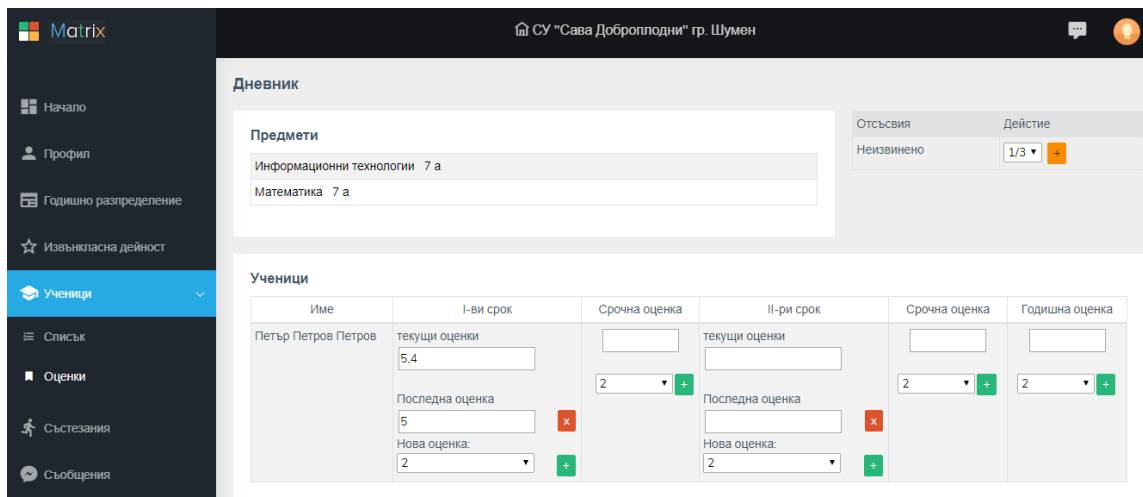 Matrix
СУ "Сава Доброплодни" гр. Шумен
Начало
Профил
Годишно разпределение
Извънкласна дейност
Ученици
Списък
Оценки
Състезания
Съобщения
Дневник
Предмети
Информационни технологии 7 а
Математика 7 а
Отсъсвия Дейстие
Неизвинено 1/3 +
Ученици
Име I-ви срок Срочна оценка II-ри срок Срочна оценка Годишна оценка
Петър Петров Петров текущи оценки текущи оценки
5,4
2 + 2 + 2 +
Последна оценка Последна оценка
5 x x
Нова оценка: Нова оценка:
2 + 2 +